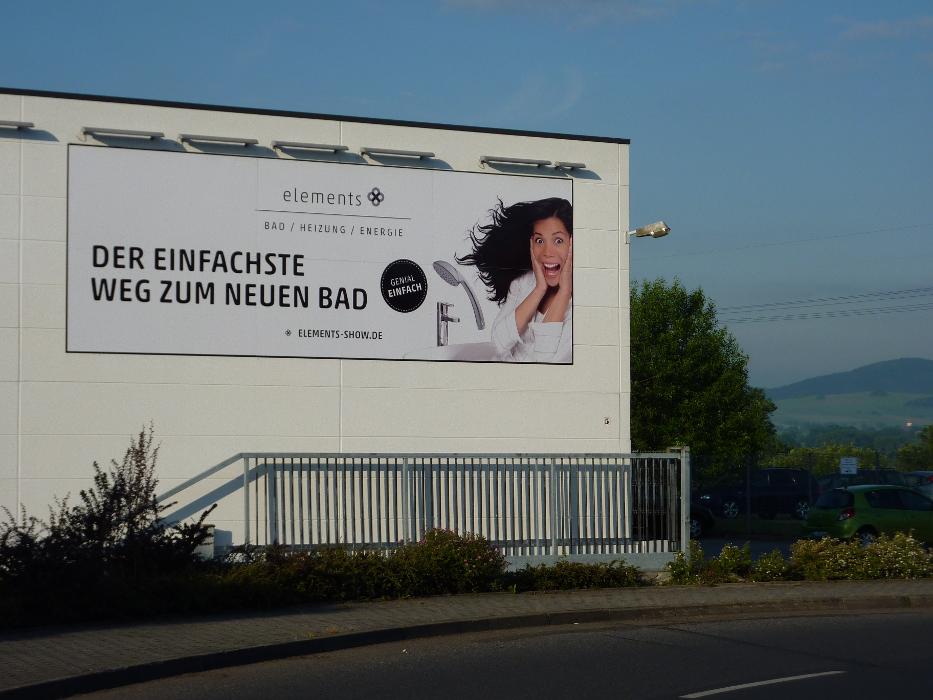 elements
BAD / HEIZUNG / ENERGIE
DER EINFACHSTE
WEG ZUM NEUEN BAD
GENIAL
EINFACH
ELEMENTS-SHOW.DE